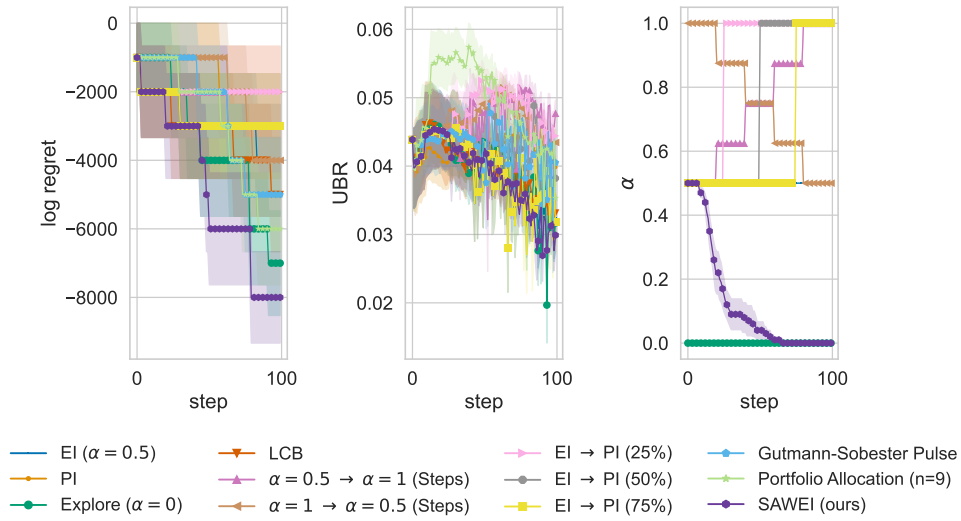 0
−2000
−4000
−6000
−8000
log regret
0
100
step
0.06
0.05
0.04
0.03
0.02
UBR
0
100
step
1.0
0.8
0.6
0.4
0.2
0.0
α
0
100
step
EI (α = 0.5)
PI
Explore (α = 0)
LCB
α = 0.5 → α = 1 (Steps)
α = 1 → α = 0.5 (Steps)
EI → PI (25%)
EI → PI (50%)
EI → PI (75%)
Gutmann-Sobester Pulse
Portfolio Allocation (n=9)
SAWEI (ours)